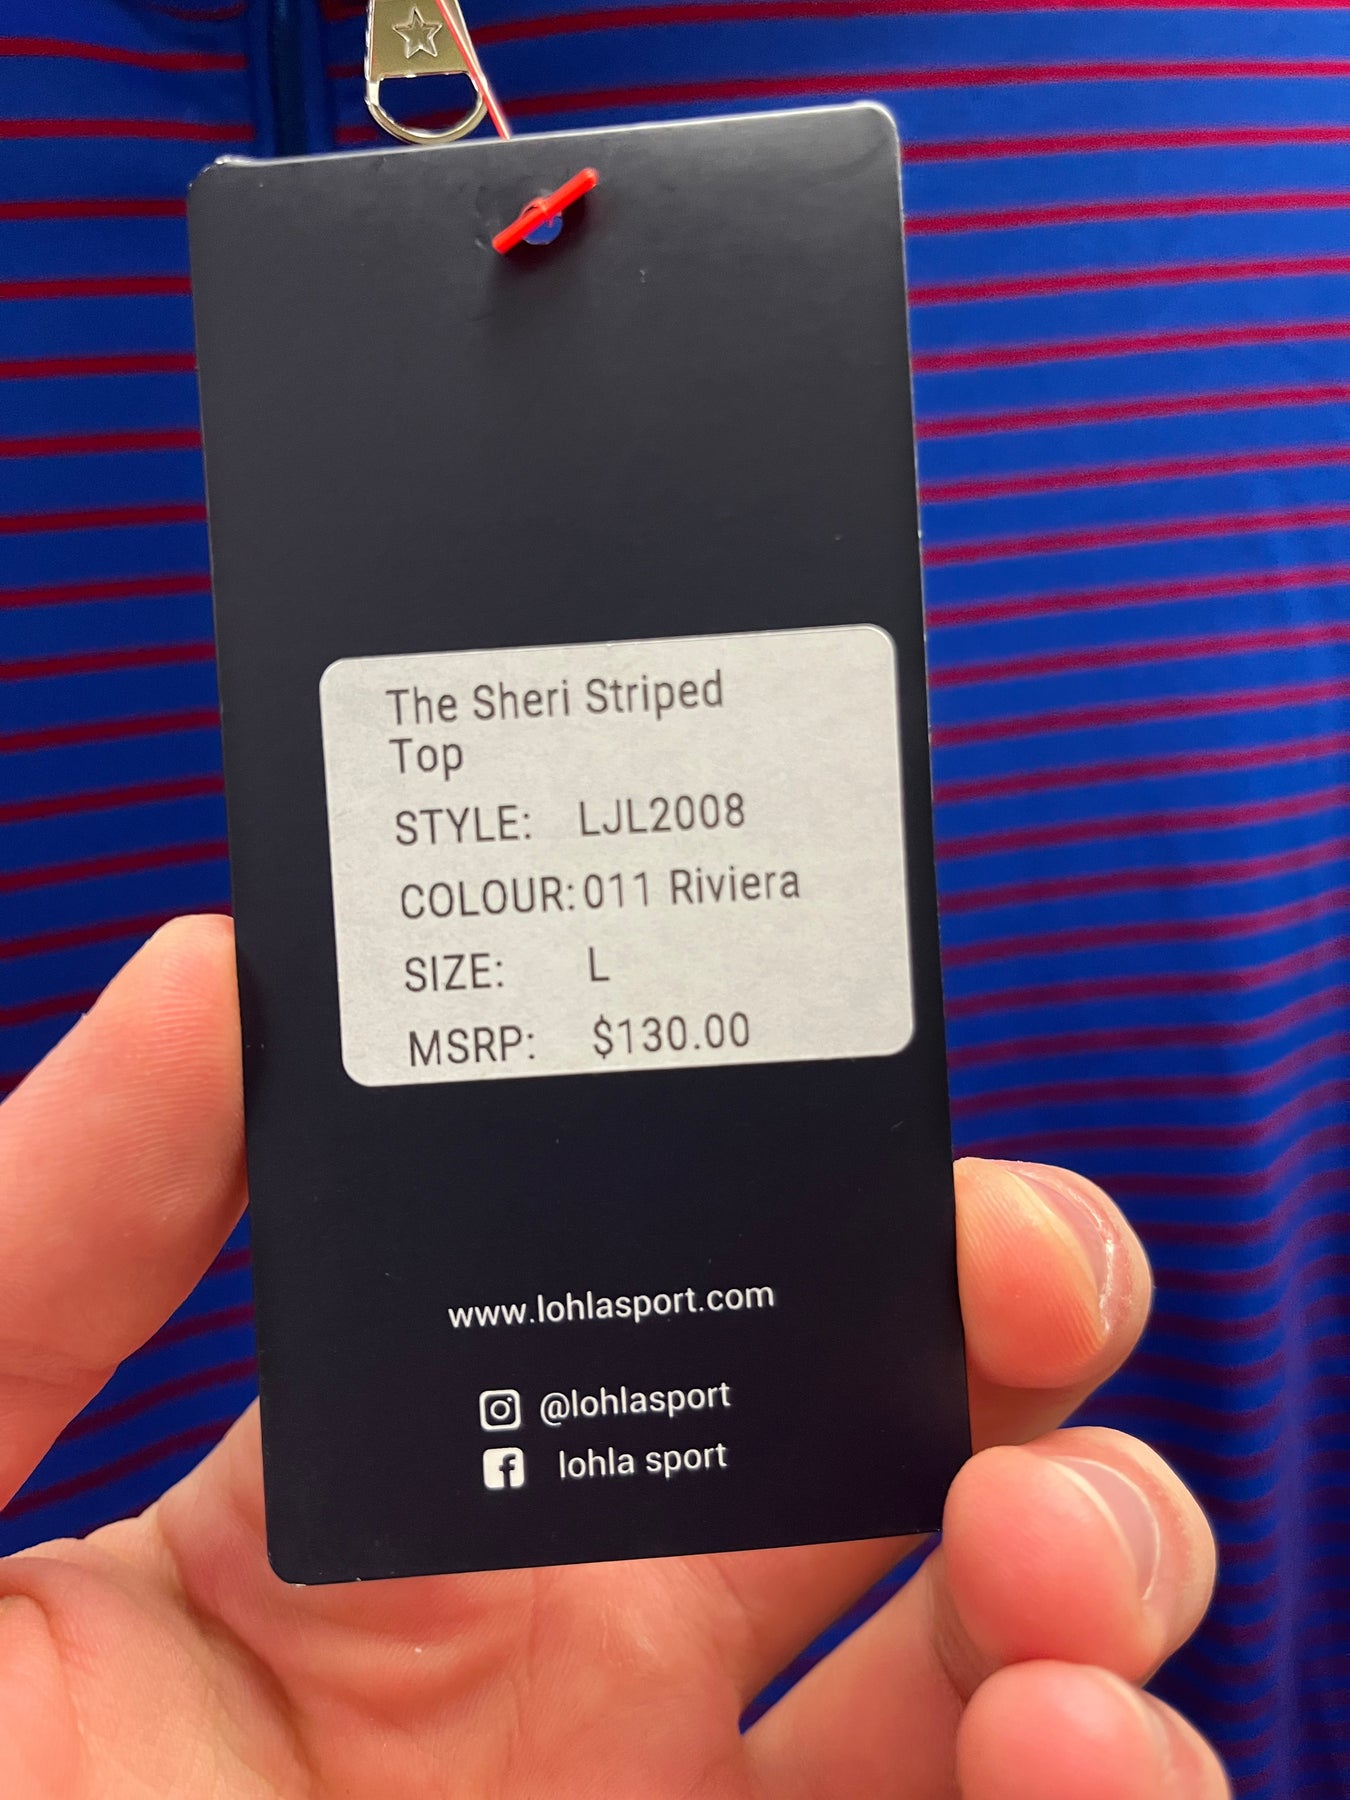 The Sheri Striped
Top
STYLE: LJL2008
COLOUR: 011 Riviera
SIZE: L
MSRP: $130.00
www.lohlasport.com
@lohlasport
lohla sport